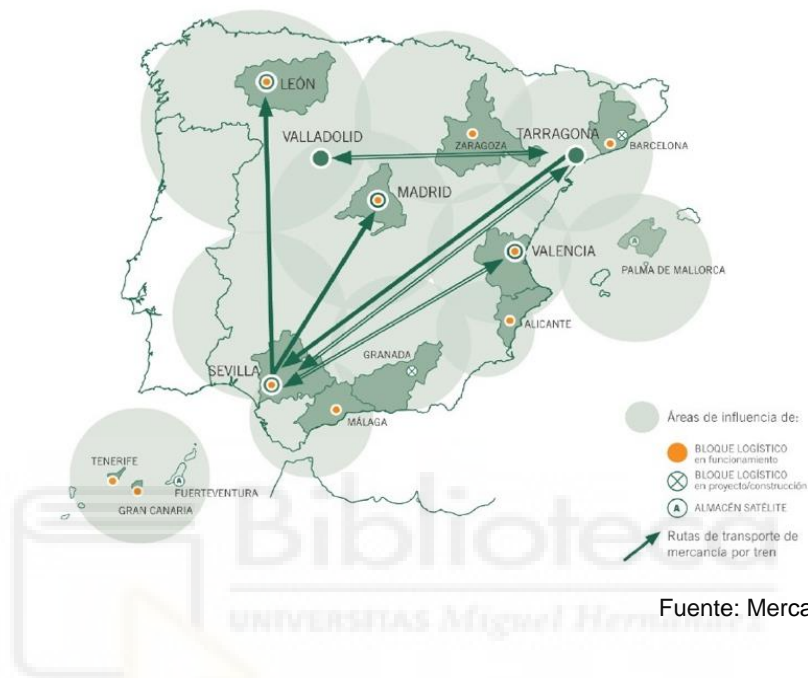 LEÓN
VALLADOLID
TARRAGONA
ZARAGOZA
BARCELONA
MADRID
VALENCIA
PALMA DE MALLORCA
A
ALICANTE
GRANADA
SEVILLA
MÁLAGA
TENERIFE
A
FUERTEVENTURA
GRAN CANARIA
Áreas de influencia de:
BLOQUE LOGÍSTICO
en funcionamiento
BLOQUE LOGÍSTICO
en proyecto/construcción
A ALMACÉN SATÉLITE
Rutas de transporte de
mercancía por tren
Fuente: Merca
Biblioteca
UNIVERSITAS Miguel Hernández